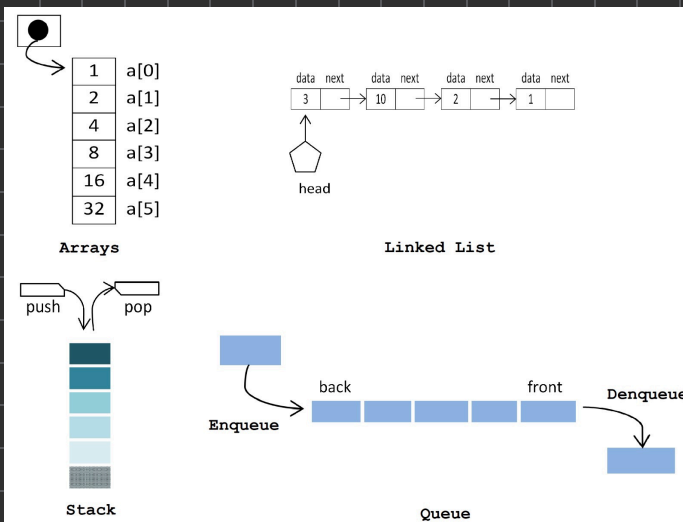 1 a[0]
2 a[1]
4 a[2]
8 a[3]
16 a[4]
32 a[5]
Arrays
data next data next data next data next
3 10 2 1
head
Linked List
push pop
Stack
back front
Enqueue
Denqueue
Queue